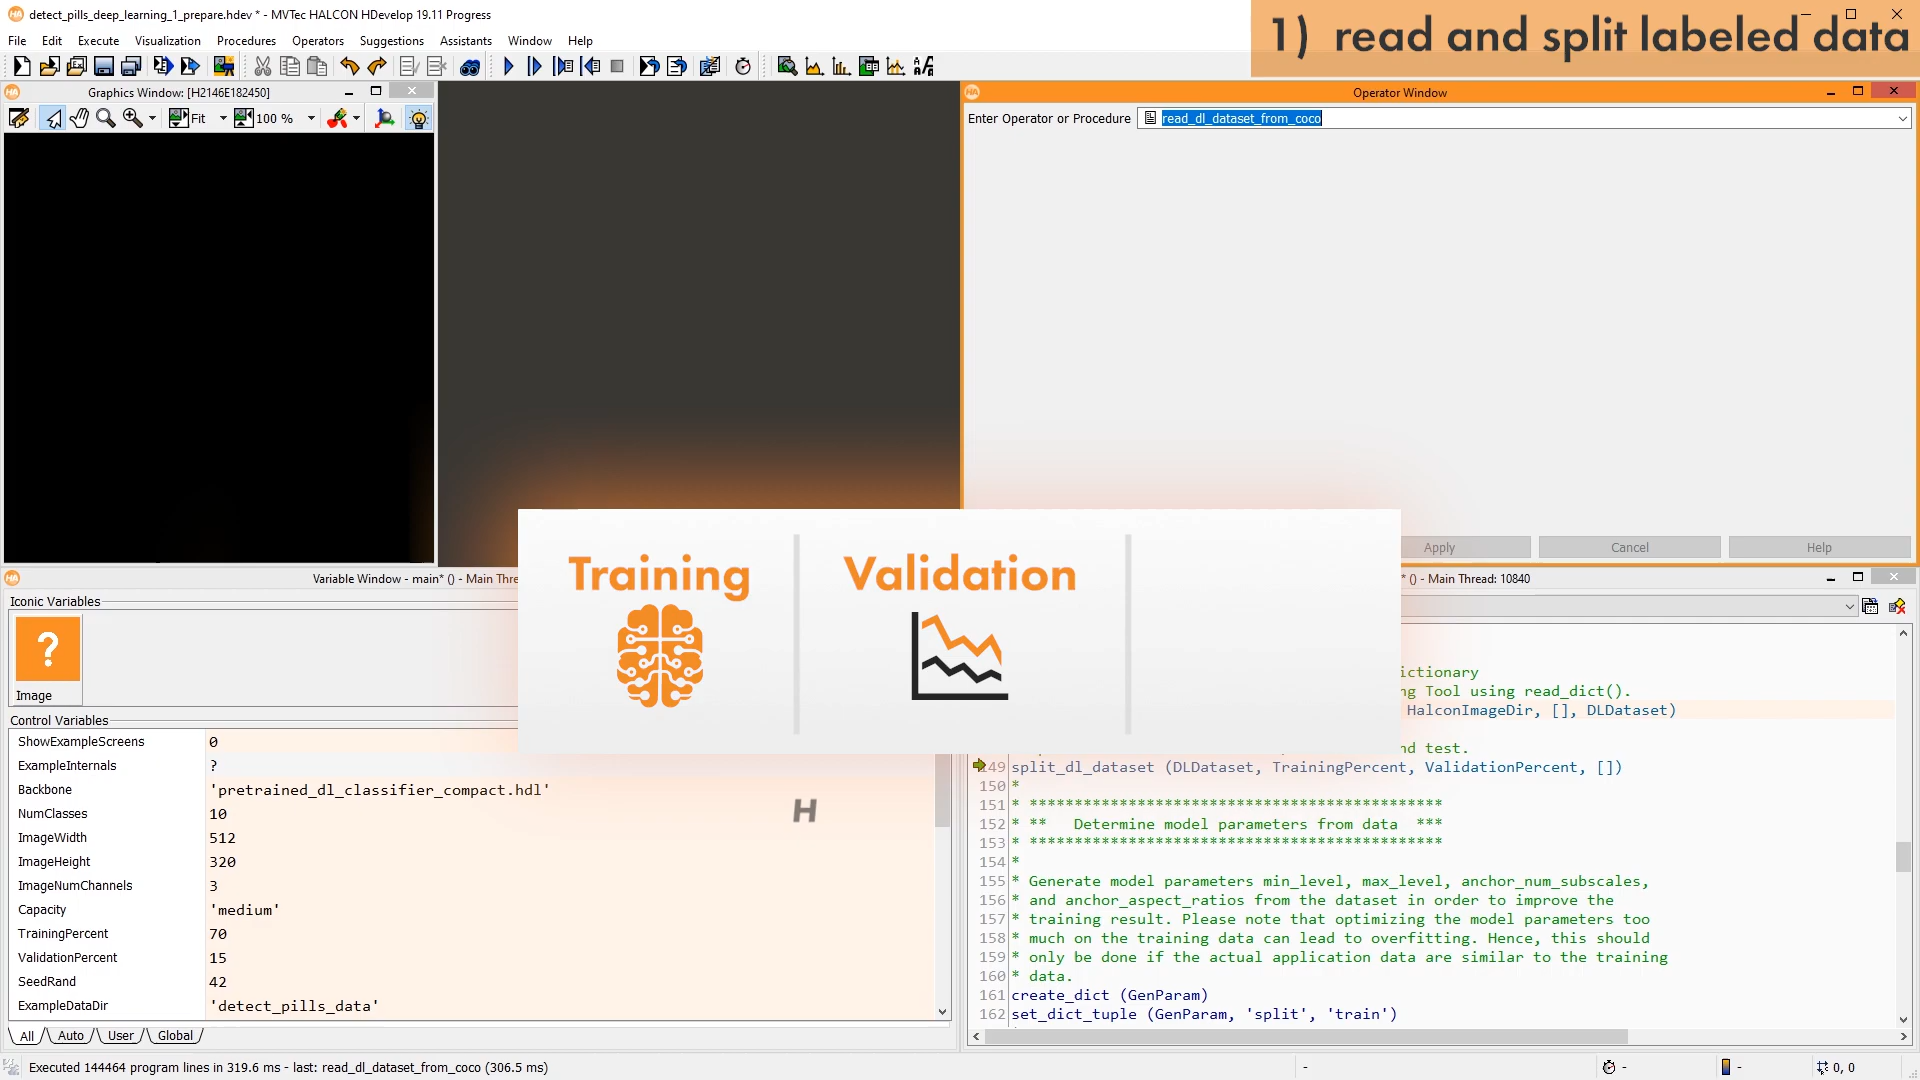 detect_pills_deep_learning_1_prepare.hdev * - MVTec HALCON HDevelop 19.11 Progress
1) read and split labeled data
File Edit Execute Visualization Procedures Operators Suggestions Assistants Window Help
Graphics Window: [H2146E182450]
Fit 100 %
Operator Window
Enter Operator or Procedure read_dl_dataset_from_coco
Apply Cancel Help
Training Validation
Variable Window - main* () - Main Thre
Iconic Variables
?
Image
Control Variables
ShowExampleScreens 0
ExampleInternals ?
Backbone 'pretrained_dl_classifier_compact.hdl'
NumClasses 10
ImageWidth 512
ImageHeight 320
ImageNumChannels 3
Capacity 'medium'
TrainingPercent 70
ValidationPercent 15
SeedRand 42
ExampleDataDir 'detect_pills_data'
All Auto User Global
H
* () - Main Thread: 10840
ictionary
ng Tool using read_dict().
HalconImageDir, [], DLDataset)
nd test.
149 split_dl_dataset (DLDataset, TrainingPercent, ValidationPercent, [])
150 *
151 * **********************************************
152 * ** Determine model parameters from data ***
153 * **********************************************
154 *
155 * Generate model parameters min_level, max_level, anchor_num_subscales,
156 * and anchor_aspect_ratios from the dataset in order to improve the
157 * training result. Please note that optimizing the model parameters too
158 * much on the training data can lead to overfitting. Hence, this should
159 * only be done if the actual application data are similar to the training
160 * data.
161 create_dict (GenParam)
162 set_dict_tuple (GenParam, 'split', 'train')
Executed 144464 program lines in 319.6 ms - last: read_dl_dataset_from_coco (306.5 ms)
- - - 0, 0